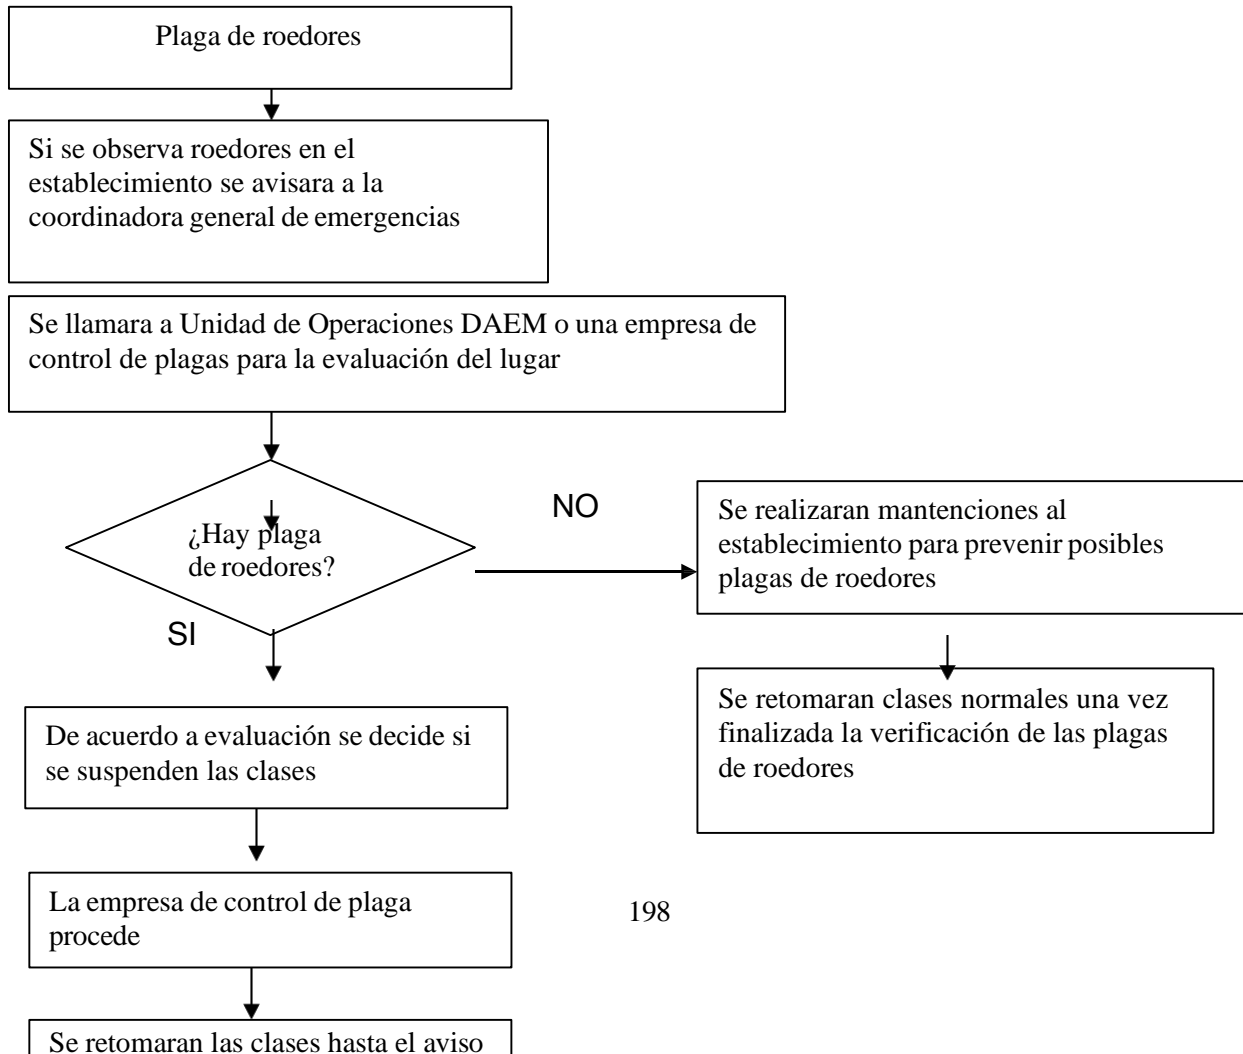 Plaga de roedores
Si se observa roedores en el
establecimiento se avisara a la
coordinadora general de emergencias
Se llamara a Unidad de Operaciones DAEM o una empresa de
control de plagas para la evaluación del lugar
¿Hay plaga
de roedores?
NO
Se realizaran mantenciones al
establecimiento para prevenir posibles
plagas de roedores
SI
Se retomaran clases normales una vez
finalizada la verificación de las plagas
de roedores
De acuerdo a evaluación se decide si
se suspenden las clases
La empresa de control de plaga
procede
198
Se retomaran las clases hasta el aviso